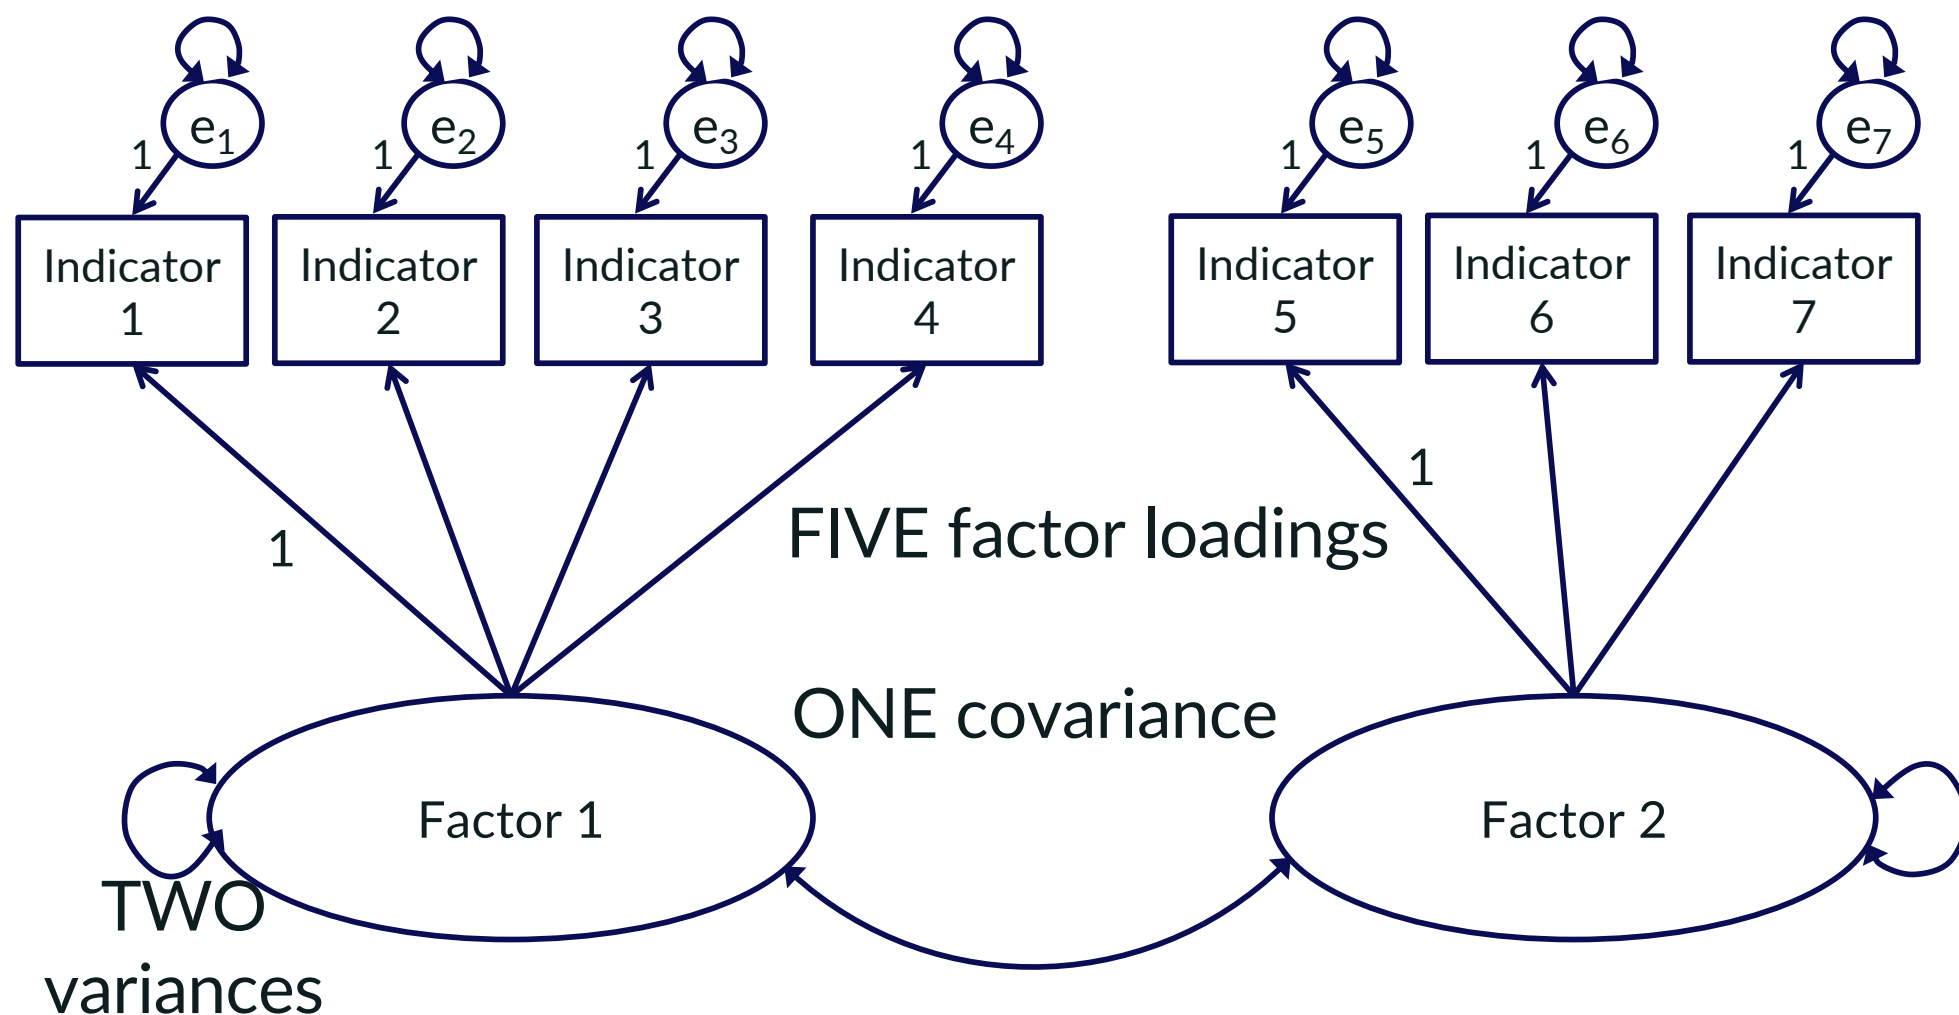 e1 e2 e3 e4 e5 e6 e7
1 1 1 1 1 1 1
Indicator Indicator Indicator Indicator Indicator Indicator Indicator
1 2 3 4 5 6 7
1
FIVE factor loadings
1
ONE covariance
Factor 1
Factor 2
TWO
variances